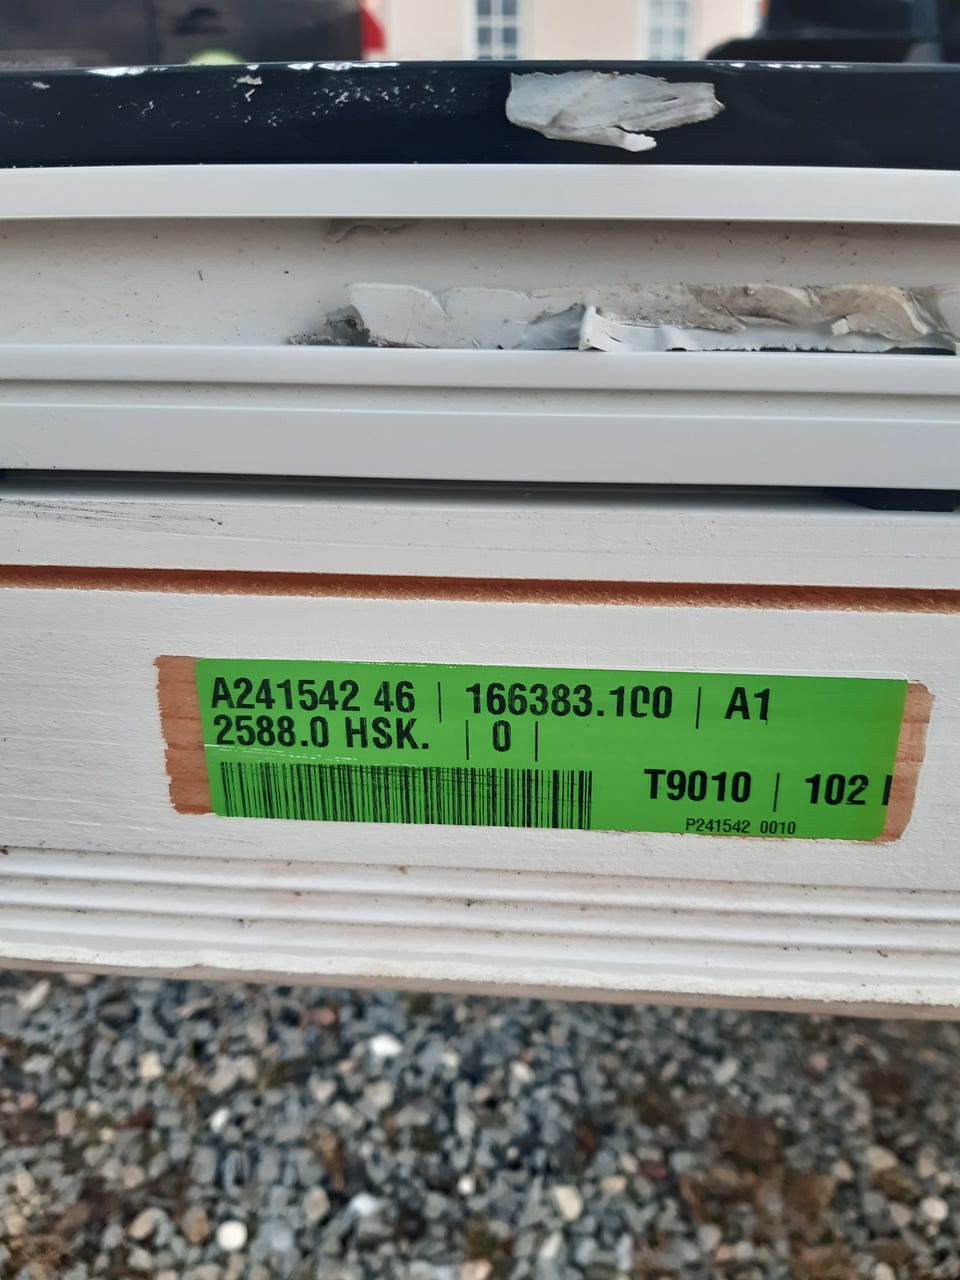 A241542 46 | 166383.100 | A1
2588.0 HSK. | 0 |
T9010 | 102
P241542 0010